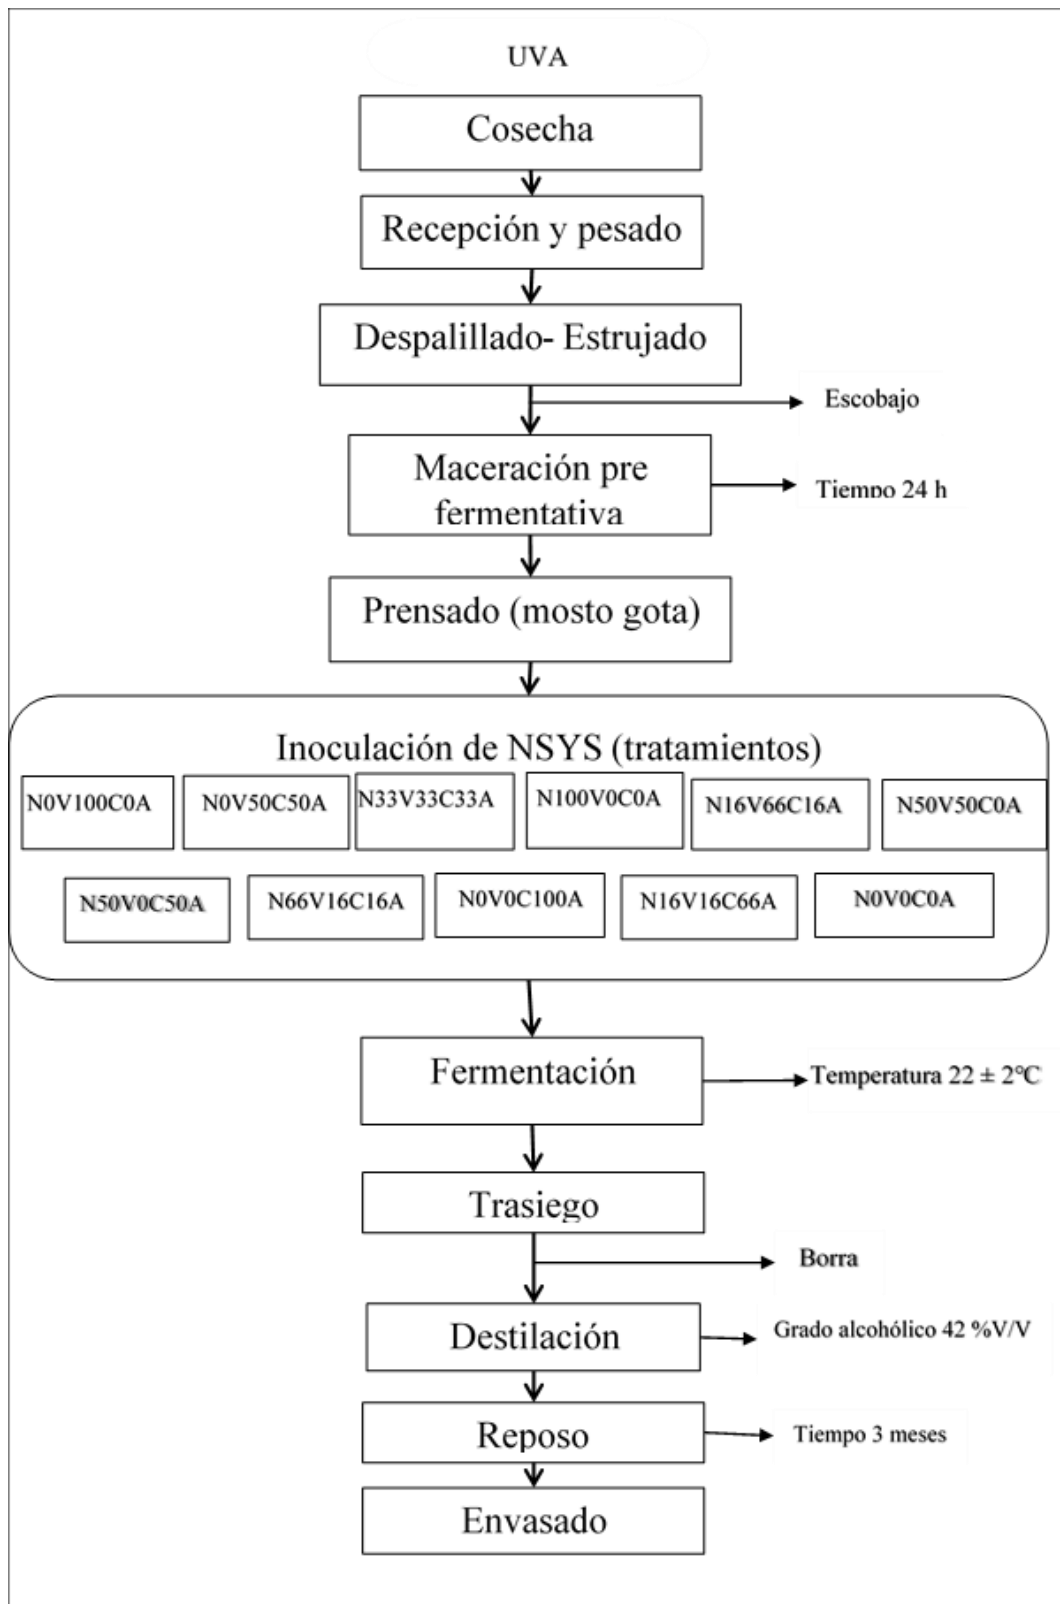 UVA
Cosecha
Recepción y pesado
Despalillado- Estrujado
Escobajo
Maceración pre
fermentativa
Tiempo 24 h
Prensado (mosto gota)
Inoculación de NSYS (tratamientos)
N0V100C0A
N0V50C50A
N33V33C33A
N100V0C0A
N16V66C16A
N50V50C0A
N50V0C50A
N66V16C16A
N0V0C100A
N16V16C66A
N0V0C0A
Fermentación
Temperatura 22 ± 2°C
Trasiego
Borra
Destilación
Grado alcohólico 42 %V/V
Reposo
Tiempo 3 meses
Envasado